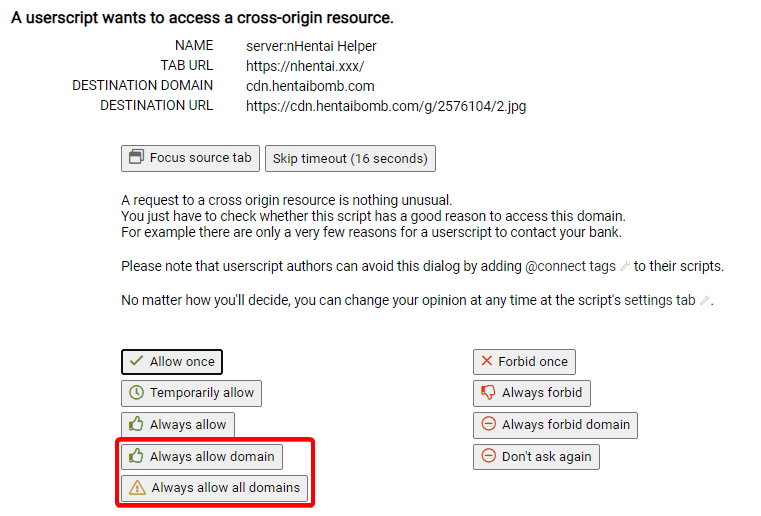 A userscript wants to access a cross-origin resource.
NAME server:nHentai Helper
TAB URL https://nhentai.xxx/
DESTINATION DOMAIN cdn.hentaibomb.com
DESTINATION URL https://cdn.hentaibomb.com/g/2576104/2.jpg
Focus source tab Skip timeout (16 seconds)
A request to a cross origin resource is nothing unusual.
You just have to check whether this script has a good reason to access this domain.
For example there are only a very few reasons for a userscript to contact your bank.
Please note that userscript authors can avoid this dialog by adding @connect tags to their scripts.
No matter how you'll decide, you can change your opinion at any time at the script's settings tab .
Allow once Forbid once
Temporarily allow Always forbid
Always allow Always forbid domain
Always allow domain Don't ask again
Always allow all domains